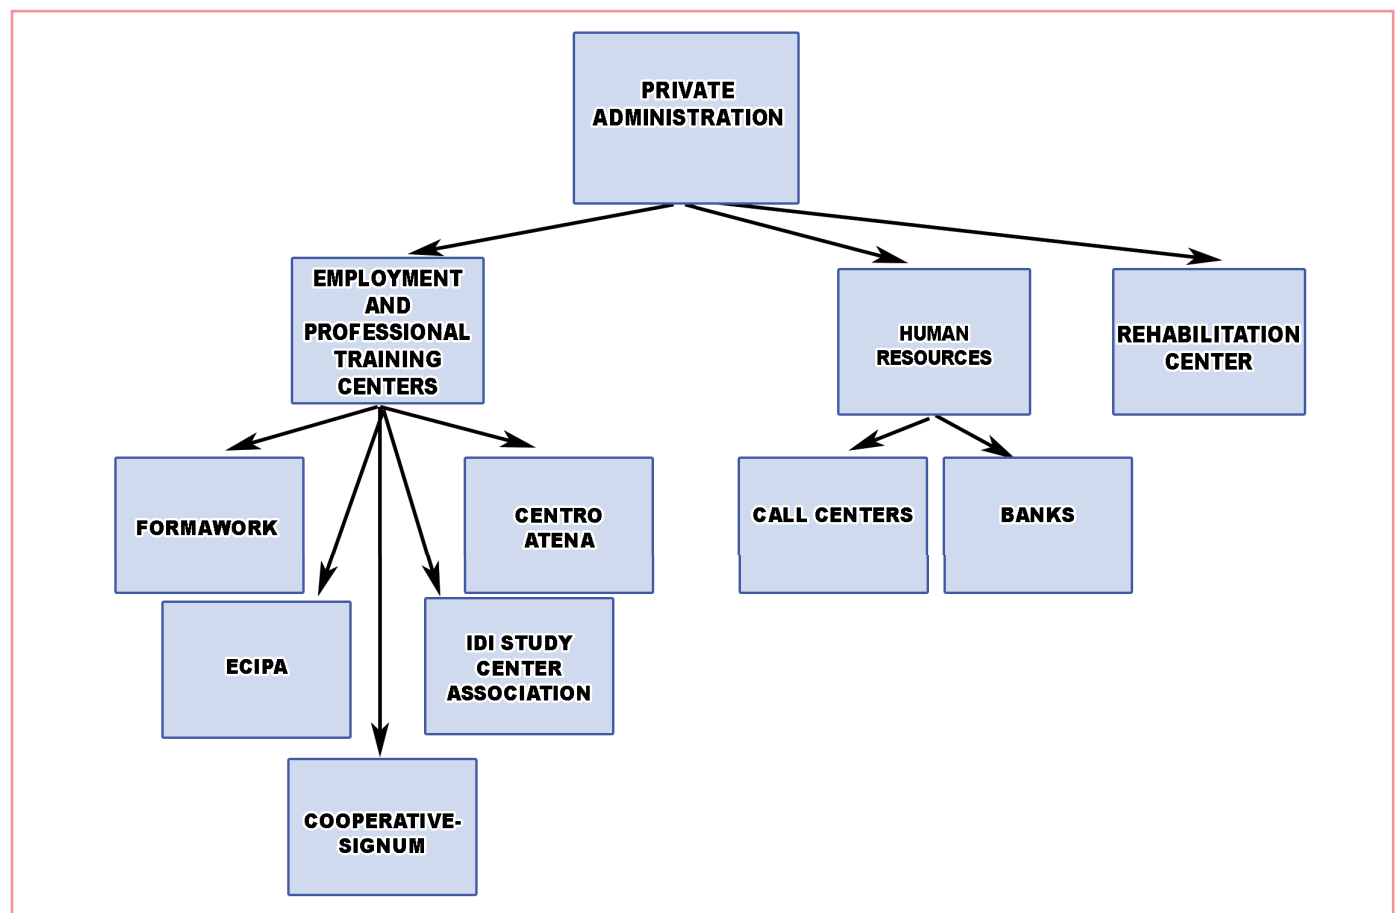 PRIVATE
ADMINISTRATION
EMPLOYMENT
AND
PROFESSIONAL
TRAINING
CENTERS
HUMAN
RESOURCES
REHABILITATION
CENTER
FORMAWORK
CENTRO
ATENA
CALL CENTERS
BANKS
ECIPA
IDI STUDY
CENTER
ASSOCIATION
COOPERATIVE-
SIGNUM